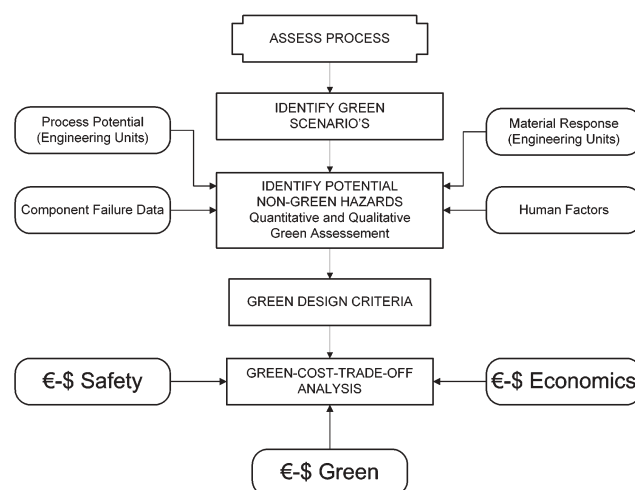 ASSESS PROCESS
IDENTIFY GREEN
SCENARIO'S
Process Potential
(Engineering Units)
Material Response
(Engineering Units)
IDENTIFY POTENTIAL
NON-GREEN HAZARDS
Quantitative and Qualitative
Green Assessement
Component Failure Data
Human Factors
GREEN DESIGN CRITERIA
€-$ Safety
GREEN-COST-TRADE-OFF
ANALYSIS
€-$ Economics
€-$ Green